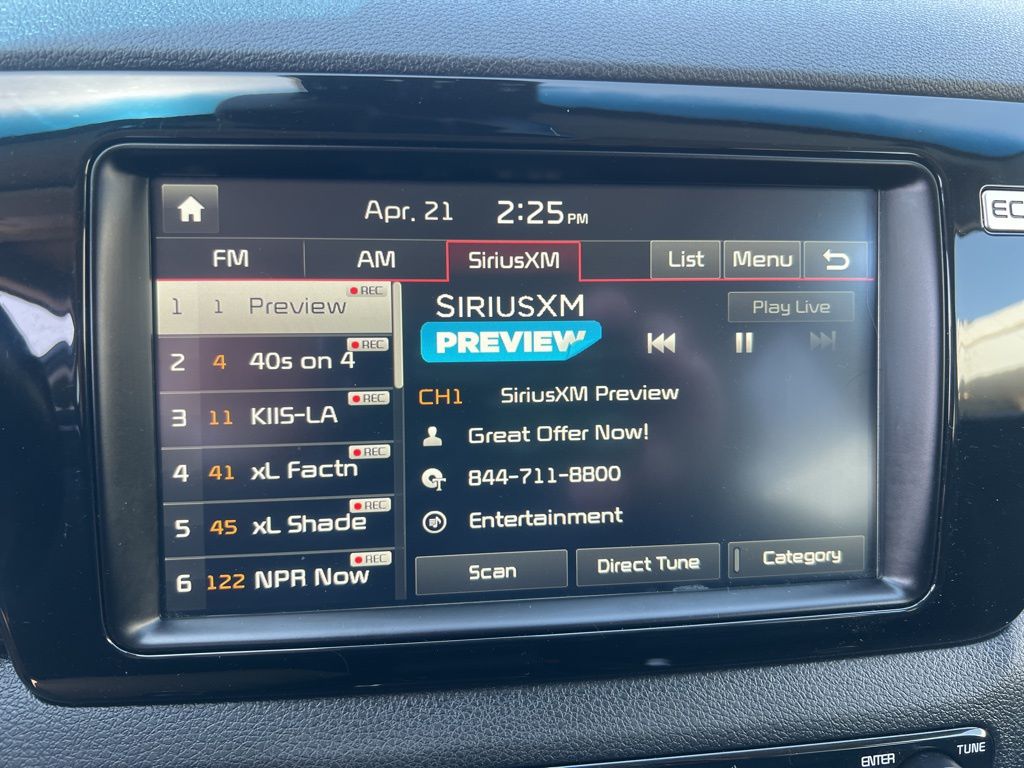 Apr. 21 2:25 PM
FM AM SiriusXM List Menu
1 1 Preview REC
2 4 40s on 4 REC
3 11 KIIS-LA REC
4 41 xL Factn REC
5 45 xL Shade REC
6 122 NPR Now REC
SIRIUSXM
PREVIEW
Play Live
CH1 SiriusXM Preview
Great Offer Now!
844-711-8800
Entertainment
Scan Direct Tune Category
EC
ENTER TUNE